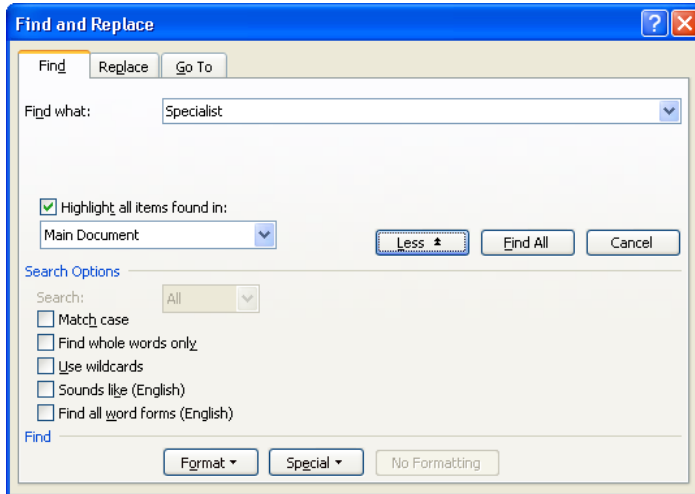 Find and Replace
Find Replace Go To
Find what: Specialist
Highlight all items found in:
Main Document Less Find All Cancel
Search Options
Search: All
Match case
Find whole words only
Use wildcards
Sounds like (English)
Find all word forms (English)
Find
Format Special No Formatting